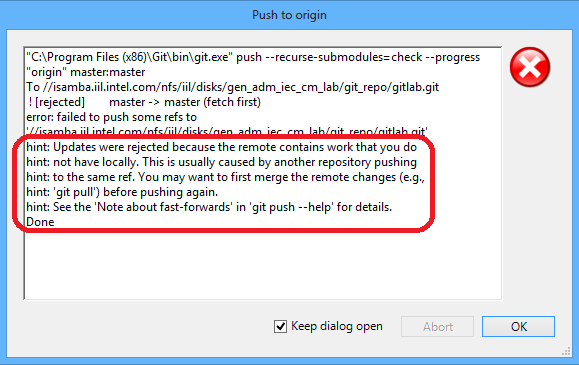 Push to origin
"C:\Program Files (x86)\Git\bin\git.exe" push --recurse-submodules=check --progress
"origin" master:master
To //isamba.iil.intel.com/nfs/iil/disks/gen_adm_iec_cm_lab/git_repo/gitlab.git
! [rejected] master -> master (fetch first)
error: failed to push some refs to
'//isamba.iil.intel.com/nfs/iil/disks/gen_adm_iec_cm_lab/git_repo/gitlab.git'
hint: Updates were rejected because the remote contains work that you do
hint: not have locally. This is usually caused by another repository pushing
hint: to the same ref. You may want to first merge the remote changes (e.g.,
hint: 'git pull') before pushing again.
hint: See the 'Note about fast-forwards' in 'git push --help' for details.
Done
Keep dialog open
Abort
OK